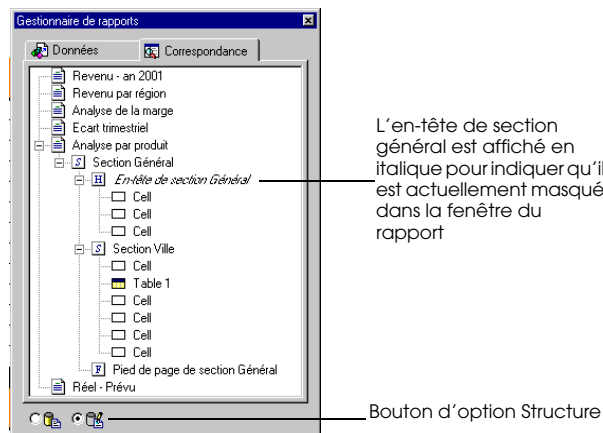 Gestionnaire de rapports
Données
Correspondance
Revenu - an 2001
Revenu par région
Analyse de la marge
Ecart trimestriel
Analyse par produit
S Section Général
H En-tête de section Général
Cell
Cell
Cell
S Section Ville
Cell
Table 1
Cell
Cell
Cell
Cell
F Pied de page de section Général
Réel - Prévu
L'en-tête de section
général est affiché en
italique pour indiquer qu'il
est actuellement masqué
dans la fenêtre du
rapport
Bouton d'option Structure